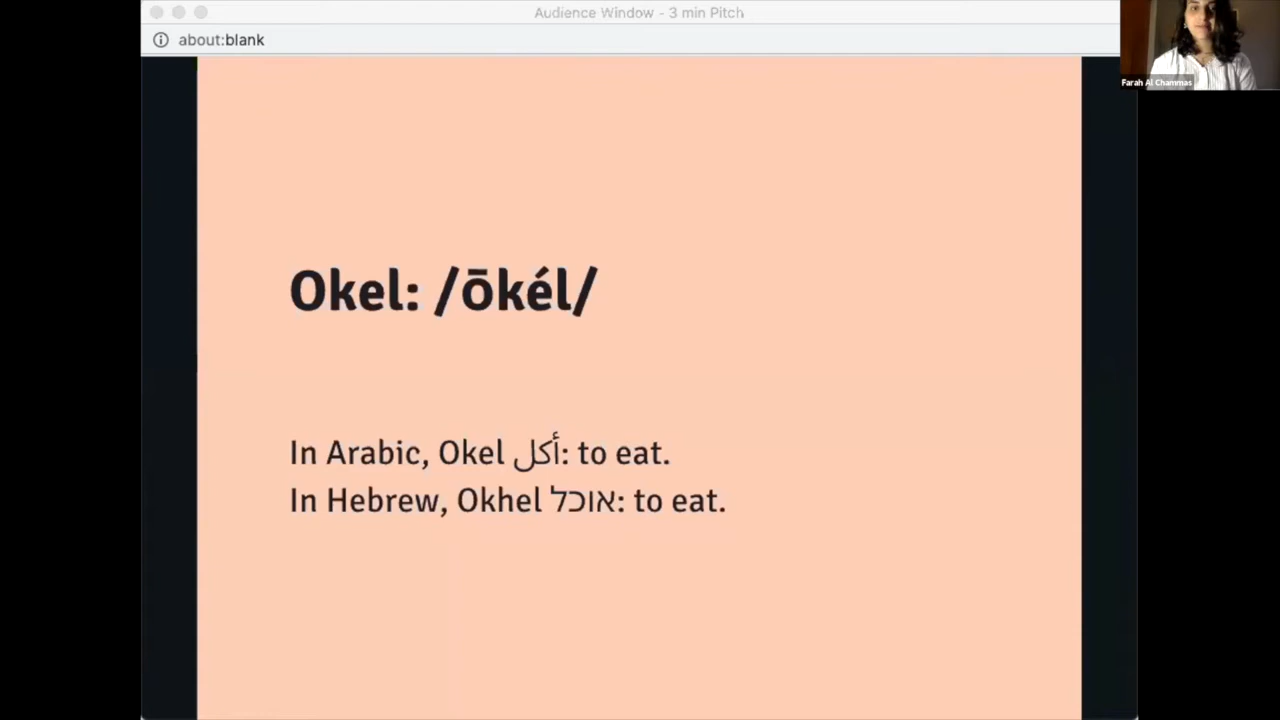 Audience Window - 3 min Pitch
about:blank
Farah Al Chammas
Okel: /ōkél/
In Arabic, Okel أكل: to eat.
In Hebrew, Okhel אוכל: to eat.